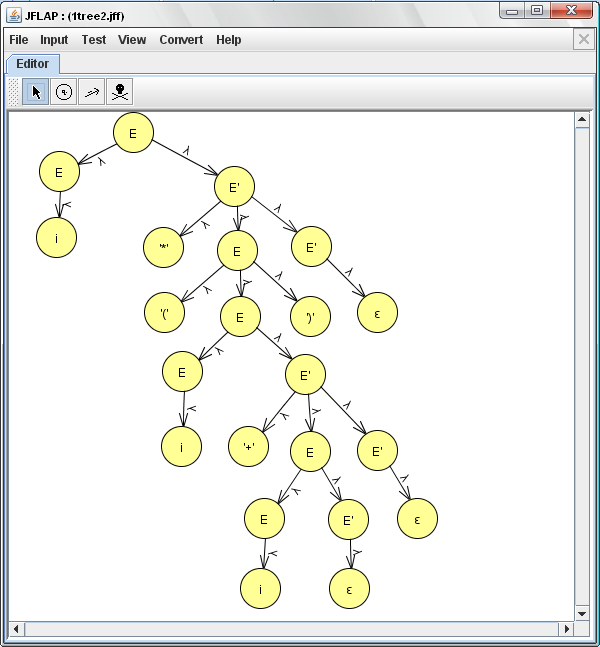 JFLAP : (1tree2.jff)
File Input Test View Convert Help
Editor
E
λ λ
E E'
λ λ λ λ
i '*' E E'
λ λ λ λ
'(' E ')' ε
λ λ
E E'
λ λ λ λ
i '+' E E'
λ λ λ
E E' ε
λ λ
i ε